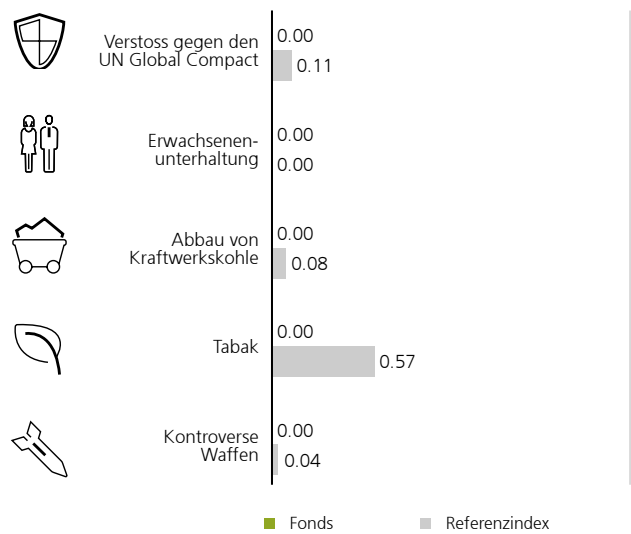 Verstoss gegen den
UN Global Compact
0.00
0.11
Erwachsenen-
unterhaltung
0.00
0.00
Abbau von
Kraftwerkskohle
0.00
0.08
Tabak
0.00
0.57
Kontroverse
Waffen
0.00
0.04
Fonds
Referenzindex